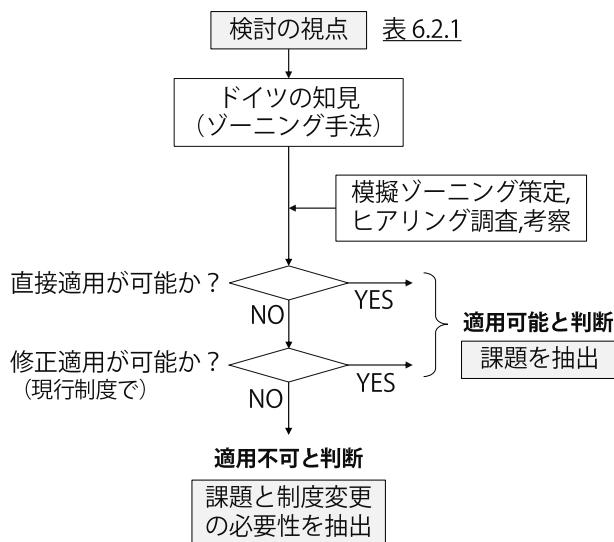 検討の視点 表 6.2.1
ドイツの知見
（ゾーニング手法）
模擬ゾーニング策定,
ヒアリング調査,考察
直接適用が可能か？
YES
NO
適用可能と判断
課題を抽出
修正適用が可能か？
（現行制度で）
YES
NO
適用不可と判断
課題と制度変更
の必要性を抽出